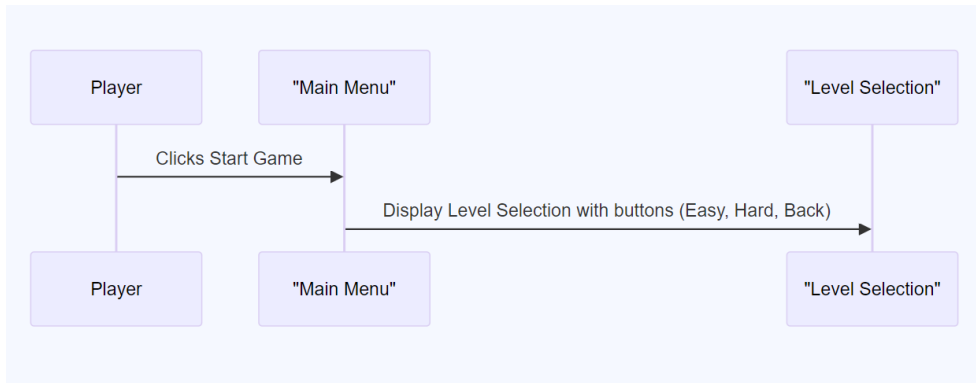 Player
"Main Menu"
"Level Selection"
Clicks Start Game
Display Level Selection with buttons (Easy, Hard, Back)
Player
"Main Menu"
"Level Selection"